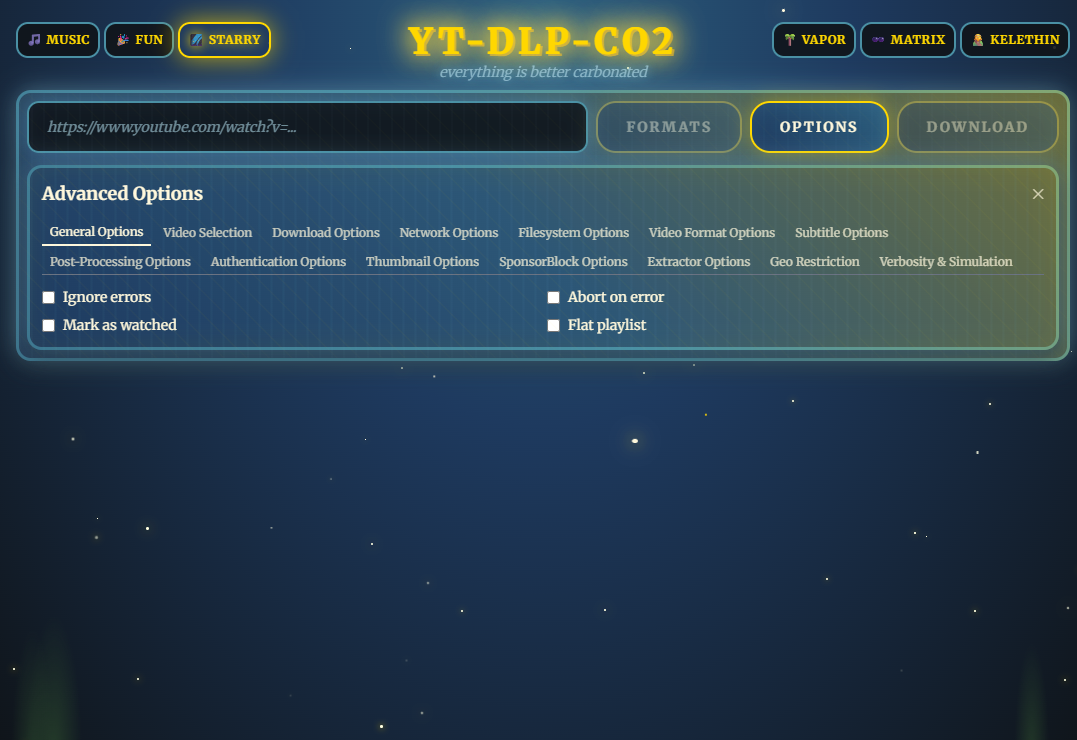 MUSIC FUN STARRY YT-DLP-CO2 VAPOR MATRIX KELETHIN
everything is better carbonated
https://www.youtube.com/watch?v=... FORMATS OPTIONS DOWNLOAD
Advanced Options ×
General Options Video Selection Download Options Network Options Filesystem Options Video Format Options Subtitle Options
Post-Processing Options Authentication Options Thumbnail Options SponsorBlock Options Extractor Options Geo Restriction Verbosity & Simulation
Ignore errors Abort on error
Mark as watched Flat playlist